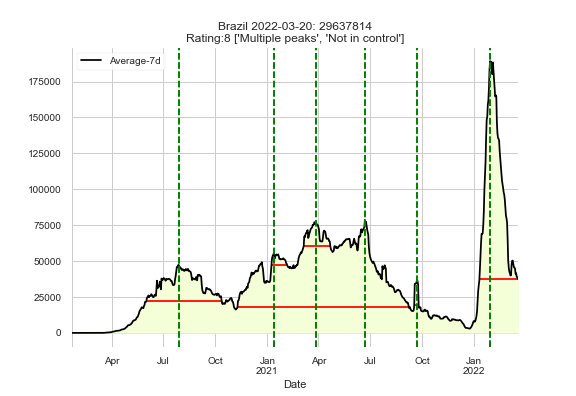 Brazil 2022-03-20: 29637814
Rating:8 ['Multiple peaks', 'Not in control']
Average-7d
175000
150000
125000
100000
75000
50000
25000
0
Apr Jul Oct Jan Apr Jul Oct Jan
2021 2022
Date